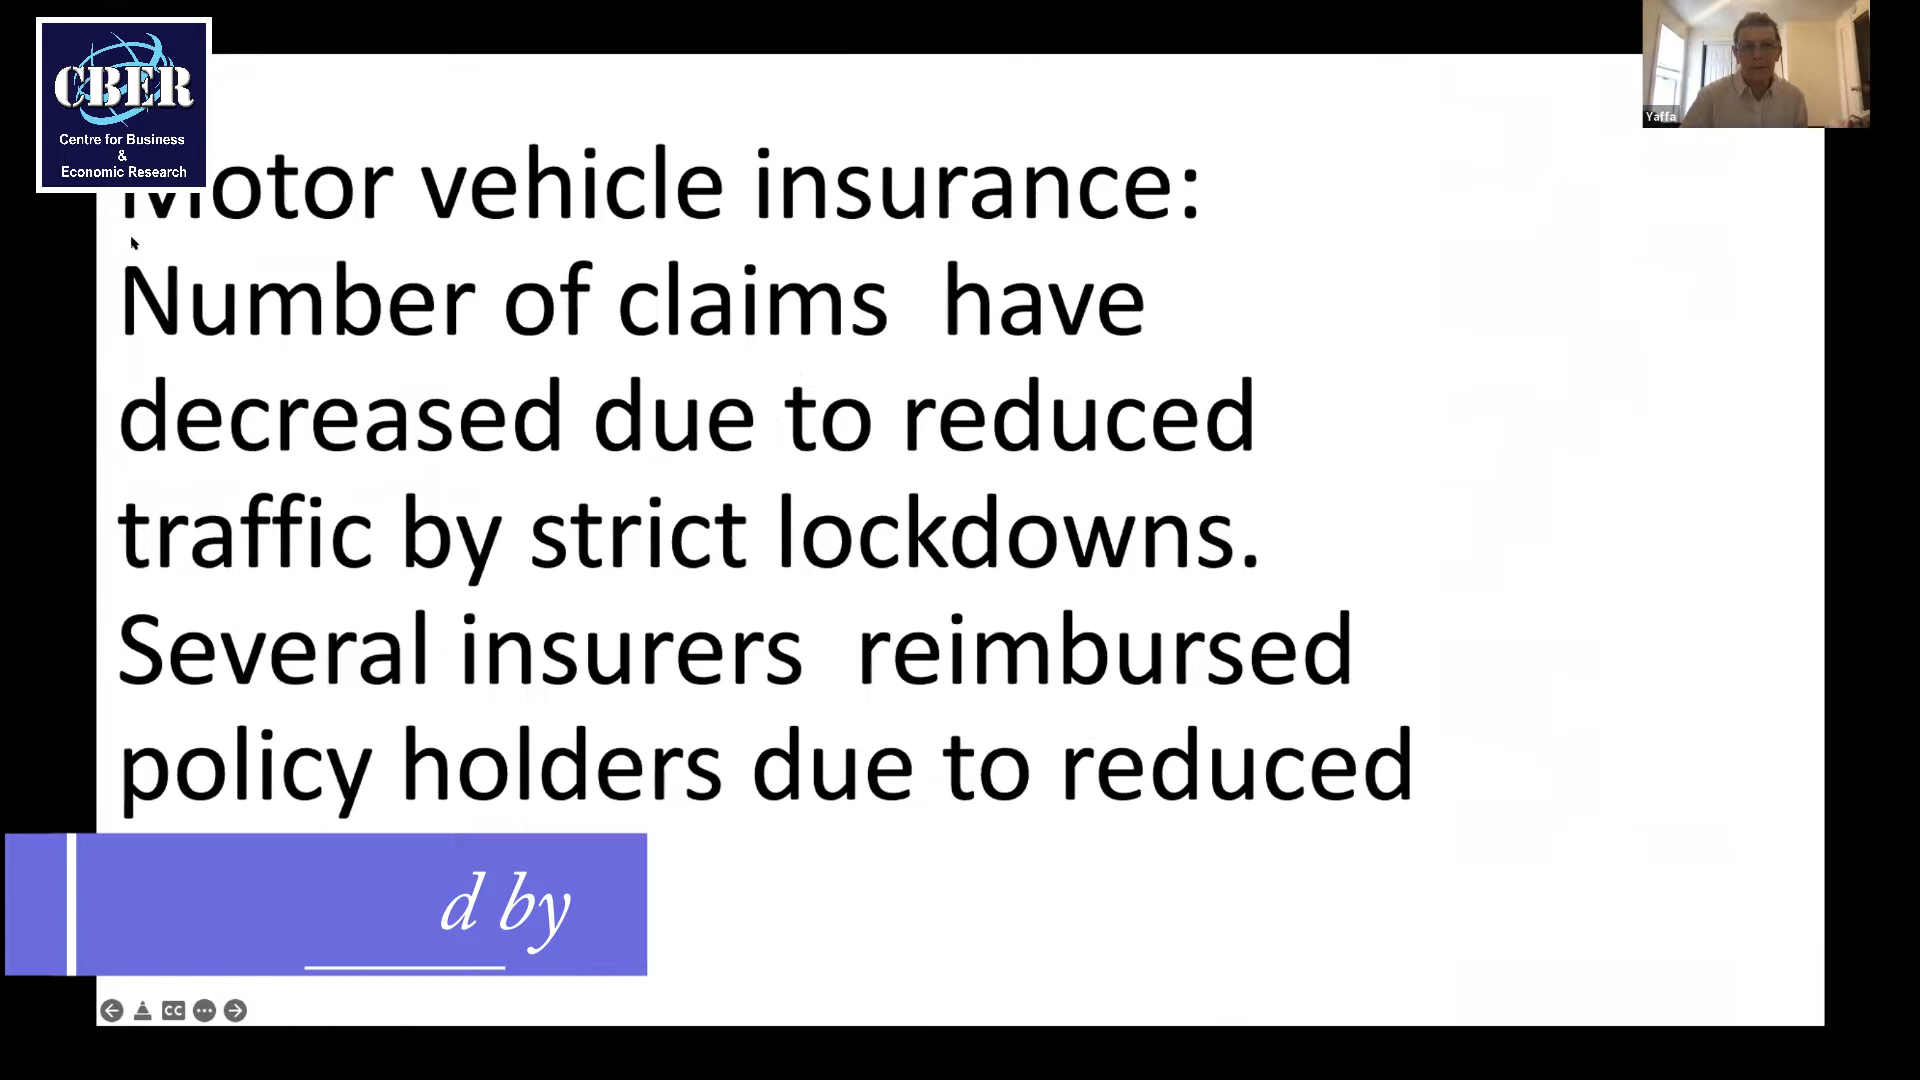 CBER
Centre for Business
&
Economic Research
Yaffa
Motor vehicle insurance:
Number of claims have
decreased due to reduced
traffic by strict lockdowns.
Several insurers reimbursed
policy holders due to reduced
d by
CC